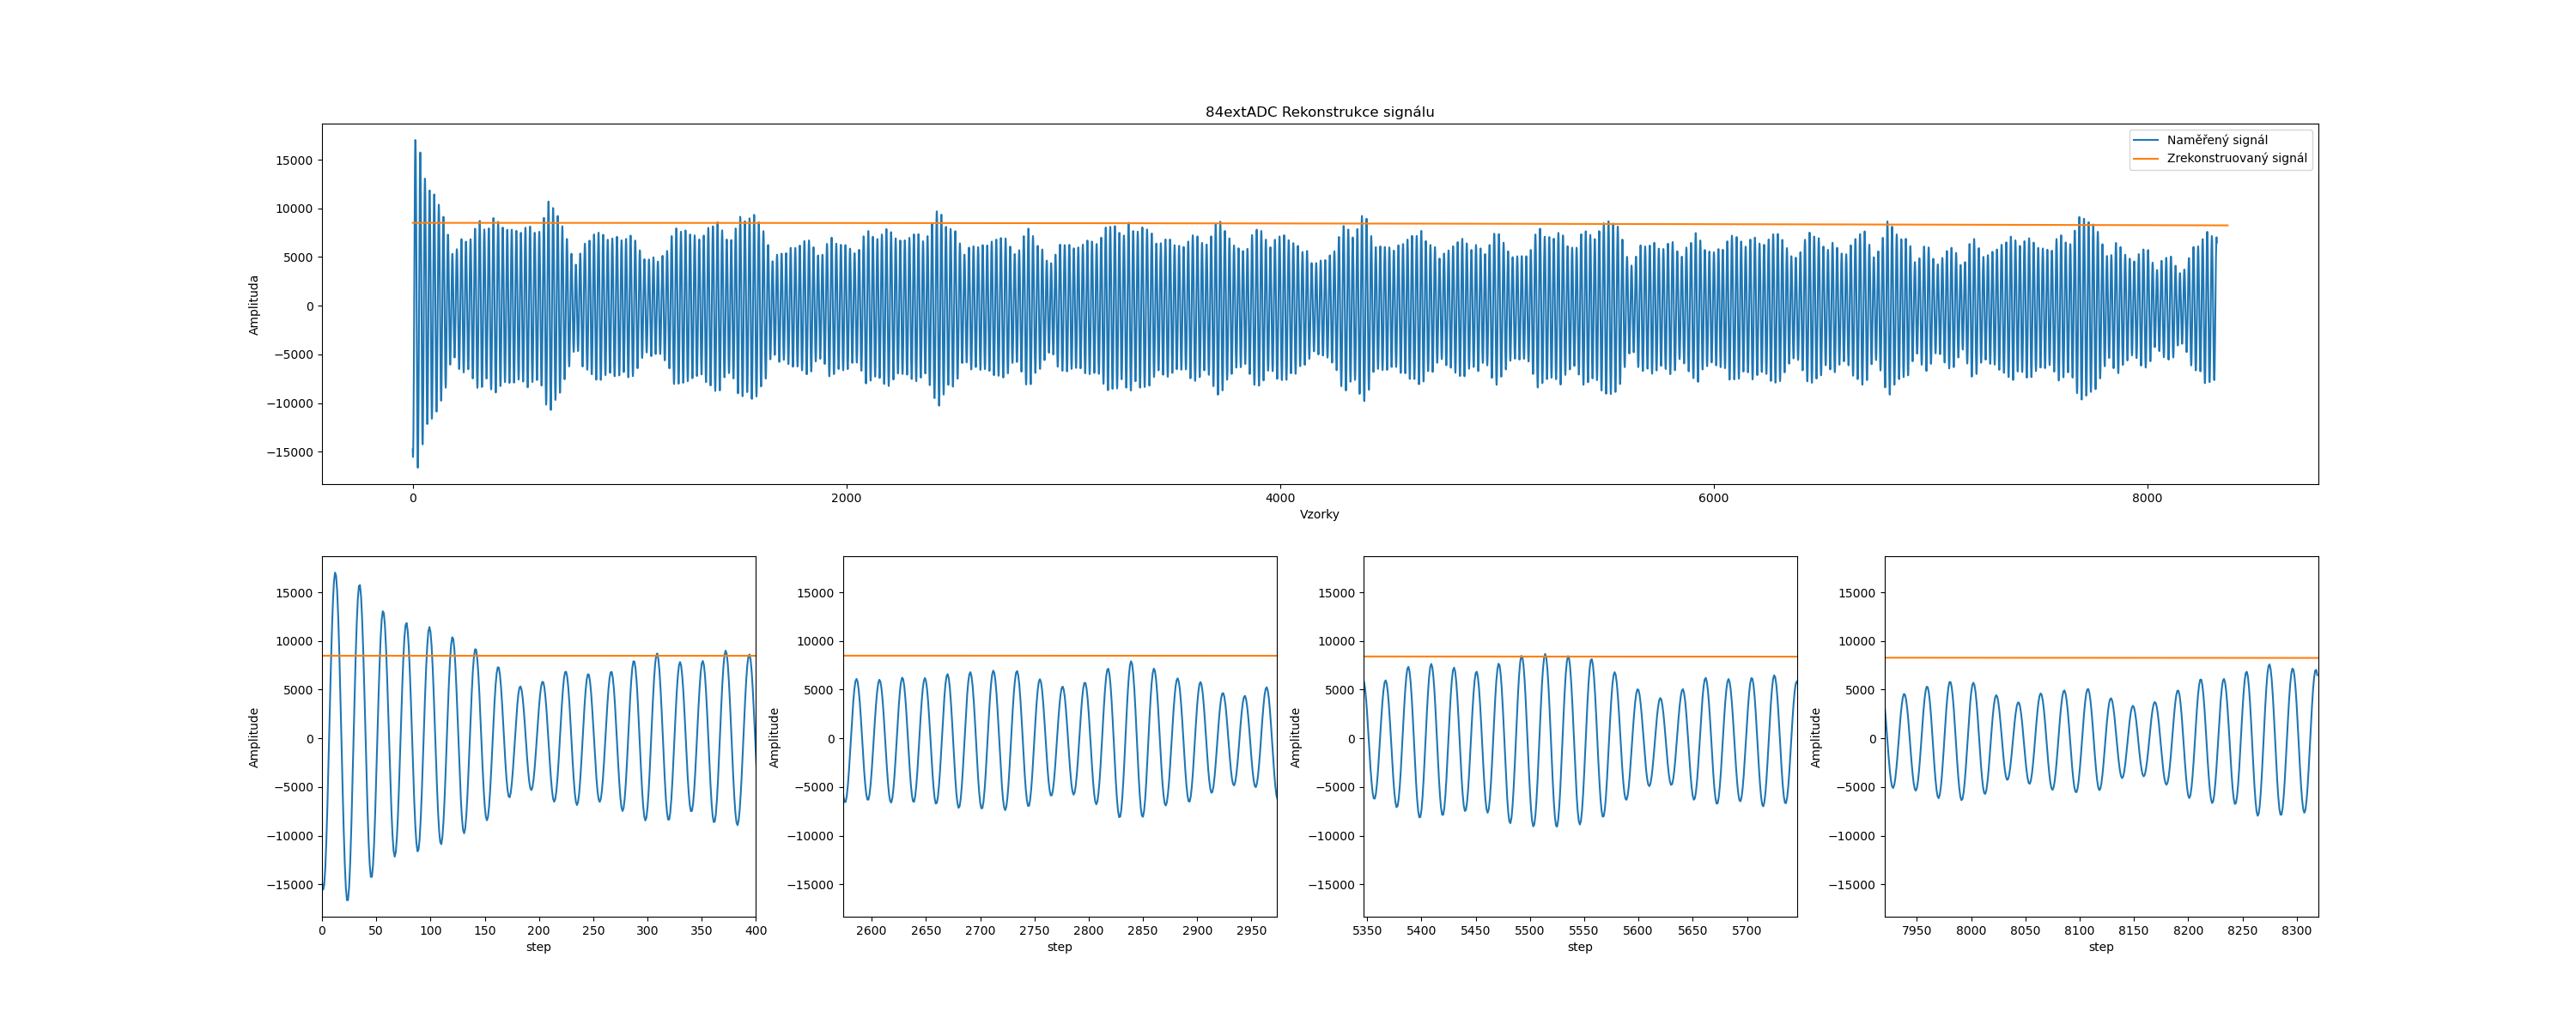 84extADC Rekonstrukce signálu
Naměřený signál
Zrekonstruovaný signál
Amplituda
15000
10000
5000
0
−5000
−10000
−15000
0 2000 4000 6000 8000
Vzorky
Amplitude
15000
10000
5000
0
−5000
−10000
−15000
0 50 100 150 200 250 300 350 400
step
Amplitude
15000
10000
5000
0
−5000
−10000
−15000
2600 2650 2700 2750 2800 2850 2900 2950
step
Amplitude
15000
10000
5000
0
−5000
−10000
−15000
5350 5400 5450 5500 5550 5600 5650 5700
step
Amplitude
15000
10000
5000
0
−5000
−10000
−15000
7950 8000 8050 8100 8150 8200 8250 8300
step